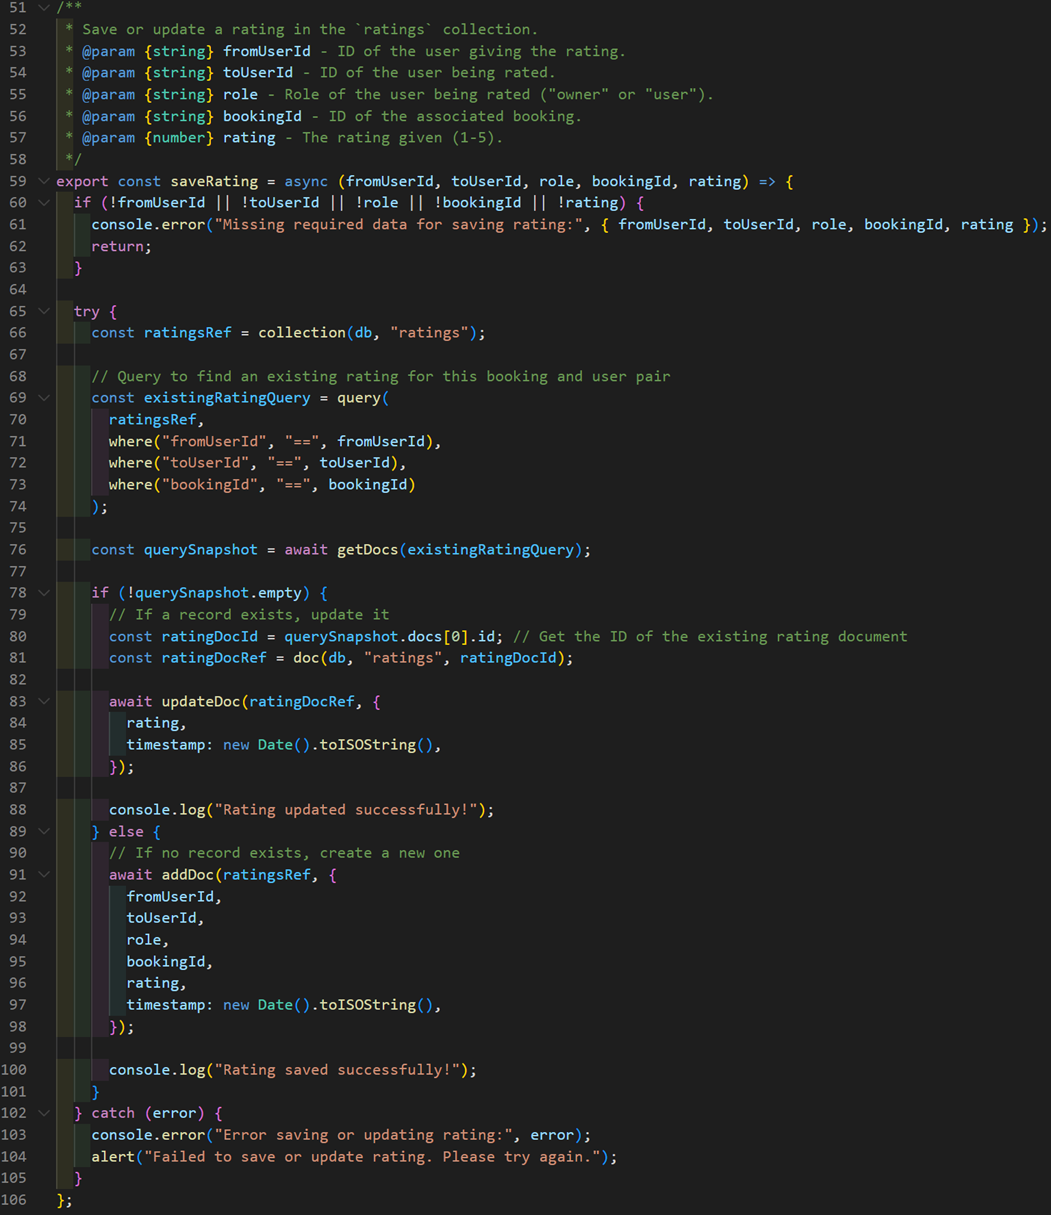 51 /**
52  * Save or update a rating in the `ratings` collection.
53  * @param {string} fromUserId - ID of the user giving the rating.
54  * @param {string} toUserId - ID of the user being rated.
55  * @param {string} role - Role of the user being rated ("owner" or "user").
56  * @param {string} bookingId - ID of the associated booking.
57  * @param {number} rating - The rating given (1-5).
58  */
59 export const saveRating = async (fromUserId, toUserId, role, bookingId, rating) => {
60   if (!fromUserId || !toUserId || !role || !bookingId || !rating) {
61     console.error("Missing required data for saving rating:", { fromUserId, toUserId, role, bookingId, rating });
62     return;
63   }
64
65   try {
66     const ratingsRef = collection(db, "ratings");
67
68     // Query to find an existing rating for this booking and user pair
69     const existingRatingQuery = query(
70       ratingsRef,
71       where("fromUserId", "==", fromUserId),
72       where("toUserId", "==", toUserId),
73       where("bookingId", "==", bookingId)
74     );
75
76     const querySnapshot = await getDocs(existingRatingQuery);
77
78     if (!querySnapshot.empty) {
79       // If a record exists, update it
80       const ratingDocId = querySnapshot.docs[0].id; // Get the ID of the existing rating document
81       const ratingDocRef = doc(db, "ratings", ratingDocId);
82
83       await updateDoc(ratingDocRef, {
84         rating,
85         timestamp: new Date().toISOString(),
86       });
87
88       console.log("Rating updated successfully!");
89     } else {
90       // If no record exists, create a new one
91       await addDoc(ratingsRef, {
92         fromUserId,
93         toUserId,
94         role,
95         bookingId,
96         rating,
97         timestamp: new Date().toISOString(),
98       });
99
100       console.log("Rating saved successfully!");
101     }
102   } catch (error) {
103     console.error("Error saving or updating rating:", error);
104     alert("Failed to save or update rating. Please try again.");
105   }
106 };